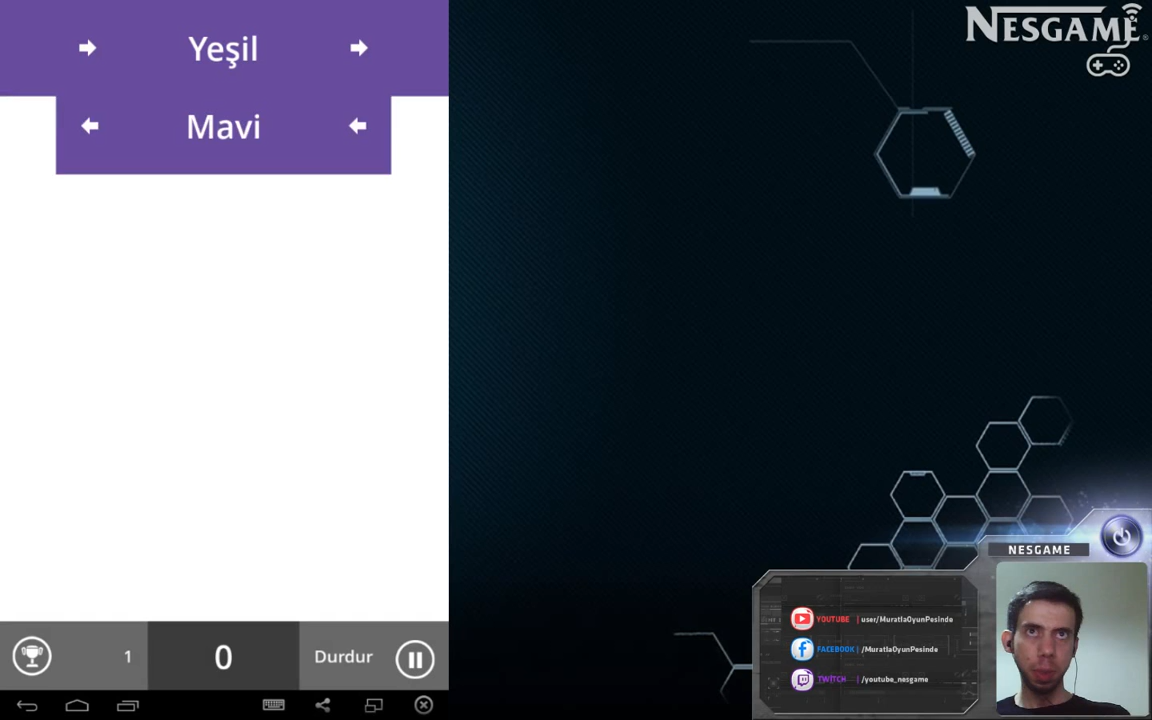 Yeşil
Mavi
1
0
Durdur
NESGAME
NESGAME
YOUTUBE | user/MuratlaOyunPesinde
FACEBOOK | /MuratlaOyunPesinde
TWITCH | /youtube_nesgame